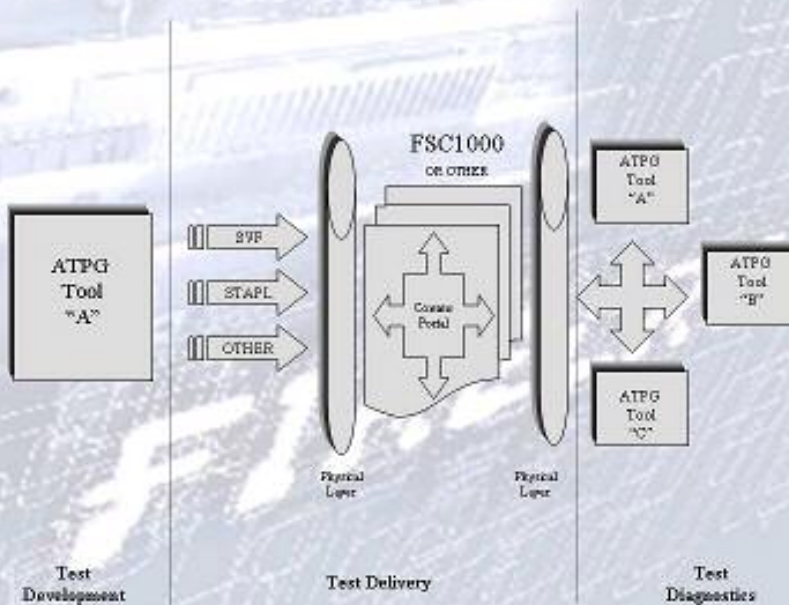 FSC1000
OR OTHER
ATPG
Tool
"A"
ATPG
Tool
"A"
SVF
STAPL
OTHER
Portal
ATPG
Tool
"B"
ATPG
Tool
"C"
Physical
Layer
Physical
Layer
Test
Development
Test Delivery
Test
Diagnostics